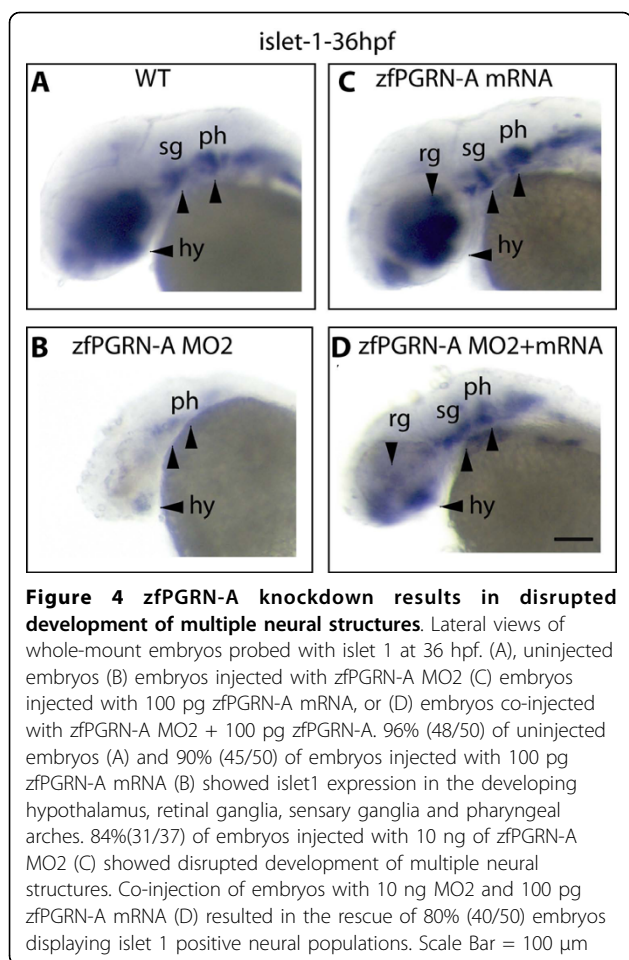 islet-1-36hpf
A
WT
sg
ph
hy
C
zfPGRN-A mRNA
rg
sg
ph
hy
B
zfPGRN-A MO2
ph
hy
D
zfPGRN-A MO2+mRNA
rg
sg
ph
hy
Figure 4 zfPGRN-A knockdown results in disrupted
development of multiple neural structures. Lateral views of
whole-mount embryos probed with islet 1 at 36 hpf. (A), uninjected
embryos (B) embryos injected with zfPGRN-A MO2 (C) embryos
injected with 100 pg zfPGRN-A mRNA, or (D) embryos co-injected
with zfPGRN-A MO2 + 100 pg zfPGRN-A. 96% (48/50) of uninjected
embryos (A) and 90% (45/50) of embryos injected with 100 pg
zfPGRN-A mRNA (B) showed islet1 expression in the developing
hypothalamus, retinal ganglia, sensary ganglia and pharyngeal
arches. 84%(31/37) of embryos injected with 10 ng of zfPGRN-A
MO2 (C) showed disrupted development of multiple neural
structures. Co-injection of embryos with 10 ng MO2 and 100 pg
zfPGRN-A mRNA (D) resulted in the rescue of 80% (40/50) embryos
displaying islet 1 positive neural populations. Scale Bar = 100 μm